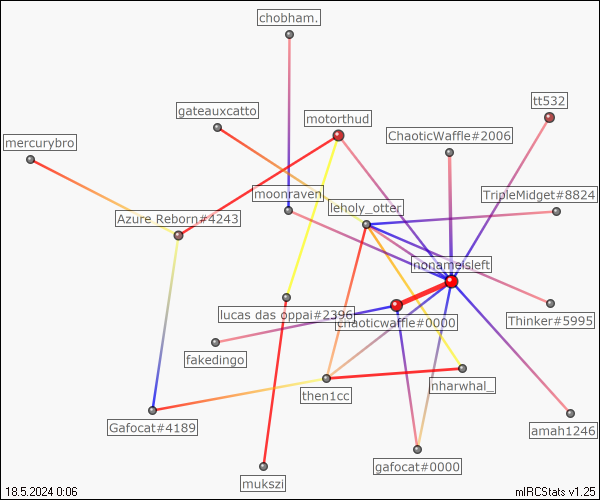 chobham.
tt532
gateauxcatto
motorthud
ChaoticWaffle#2006
mercurybro
moonraven
TripleMidget#8824
leholy_otter
Azure Reborn#4243
nonameisleft
lucas das oppai#2396
chaoticwaffle#0000
Thinker#5995
fakedingo
nharwhal_
then1cc
Gafocat#4189
amah1246
gafocat#0000
mukszi
18.5.2024 0:06
mIRCStats v1.25